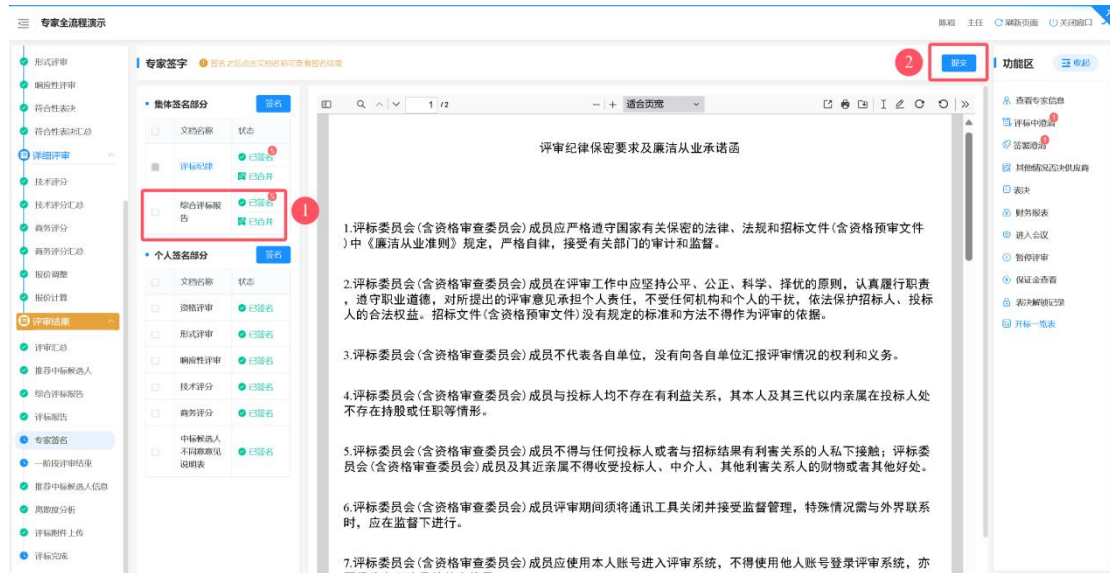 专家全流程演示
陈岩 主任 刷新页面 关闭窗口
形式评审
响应性评审
符合性表决
符合性表决汇总
详细评审
技术评分
技术评分汇总
商务评分
商务评分汇总
报价调整
报价计算
评审结果
评审汇总
推荐中标候选人
综合评标报告
评标报告
专家签名
一阶段评审结束
推荐中标候选人信息
离散度分析
评标附件上传
评标完成
专家签字 签名之后点击文档名称可查看签名结果
2 提交
集体签名部分 签名
文档名称 状态
评标纪律 已签名 5
已合并
综合评标报告 已签名 5
已合并
1
个人签名部分 签名
文档名称 状态
资格评审 已签名
形式评审 已签名
响应性评审 已签名
技术评分 已签名
商务评分 已签名
中标候选人不同意意见说明表 已签名
1 /2 − + 适合页宽
评审纪律保密要求及廉洁从业承诺函
1.评标委员会(含资格审查委员会)成员应严格遵守国家有关保密的法律、法规和招标文件(含资格预审文件
)中《廉洁从业准则》规定，严格自律，接受有关部门的审计和监督。
2.评标委员会(含资格审查委员会)成员在评审工作中应坚持公平、公正、科学、择优的原则，认真履行职责
，遵守职业道德，对所提出的评审意见承担个人责任，不受任何机构和个人的干扰，依法保护招标人、投标
人的合法权益。招标文件(含资格预审文件)没有规定的标准和方法不得作为评审的依据。
3.评标委员会(含资格审查委员会)成员不代表各自单位，没有向各自单位汇报评审情况的权利和义务。
4.评标委员会(含资格审查委员会)成员与投标人均不存在有利益关系，其本人及其三代以内亲属在投标人处
不存在持股或任职等情形。
5.评标委员会(含资格审查委员会)成员不得与任何投标人或者与招标结果有利害关系的人私下接触；评标委
员会(含资格审查委员会)成员及其近亲属不得收受投标人、中介人、其他利害关系人的财物或者其他好处。
6.评标委员会(含资格审查委员会)成员评审期间须将通讯工具关闭并接受监督管理，特殊情况需与外界联系
时，应在监督下进行。
7.评标委员会(含资格审查委员会)成员应使用本人账号进入评审系统，不得使用他人账号登录评审系统，亦
功能区 收起
查看专家信息
评标中澄清 1
签署澄清 1
其他情况否决供应商
表决
财务报表
进入会议
暂停评审
保证金查看
表决解锁记录
开标一览表